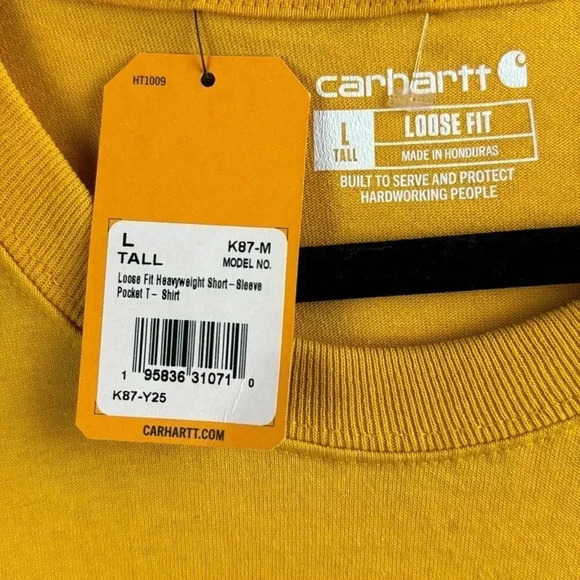 HT1009
L
TALL
K87-M
MODEL NO.
Loose Fit Heavyweight Short-Sleeve
Pocket T- Shirt
1 95836 31071 0
K87-Y25
CARHARTT.COM
carhartt
L
TALL
LOOSE FIT
MADE IN HONDURAS
BUILT TO SERVE AND PROTECT
HARDWORKING PEOPLE